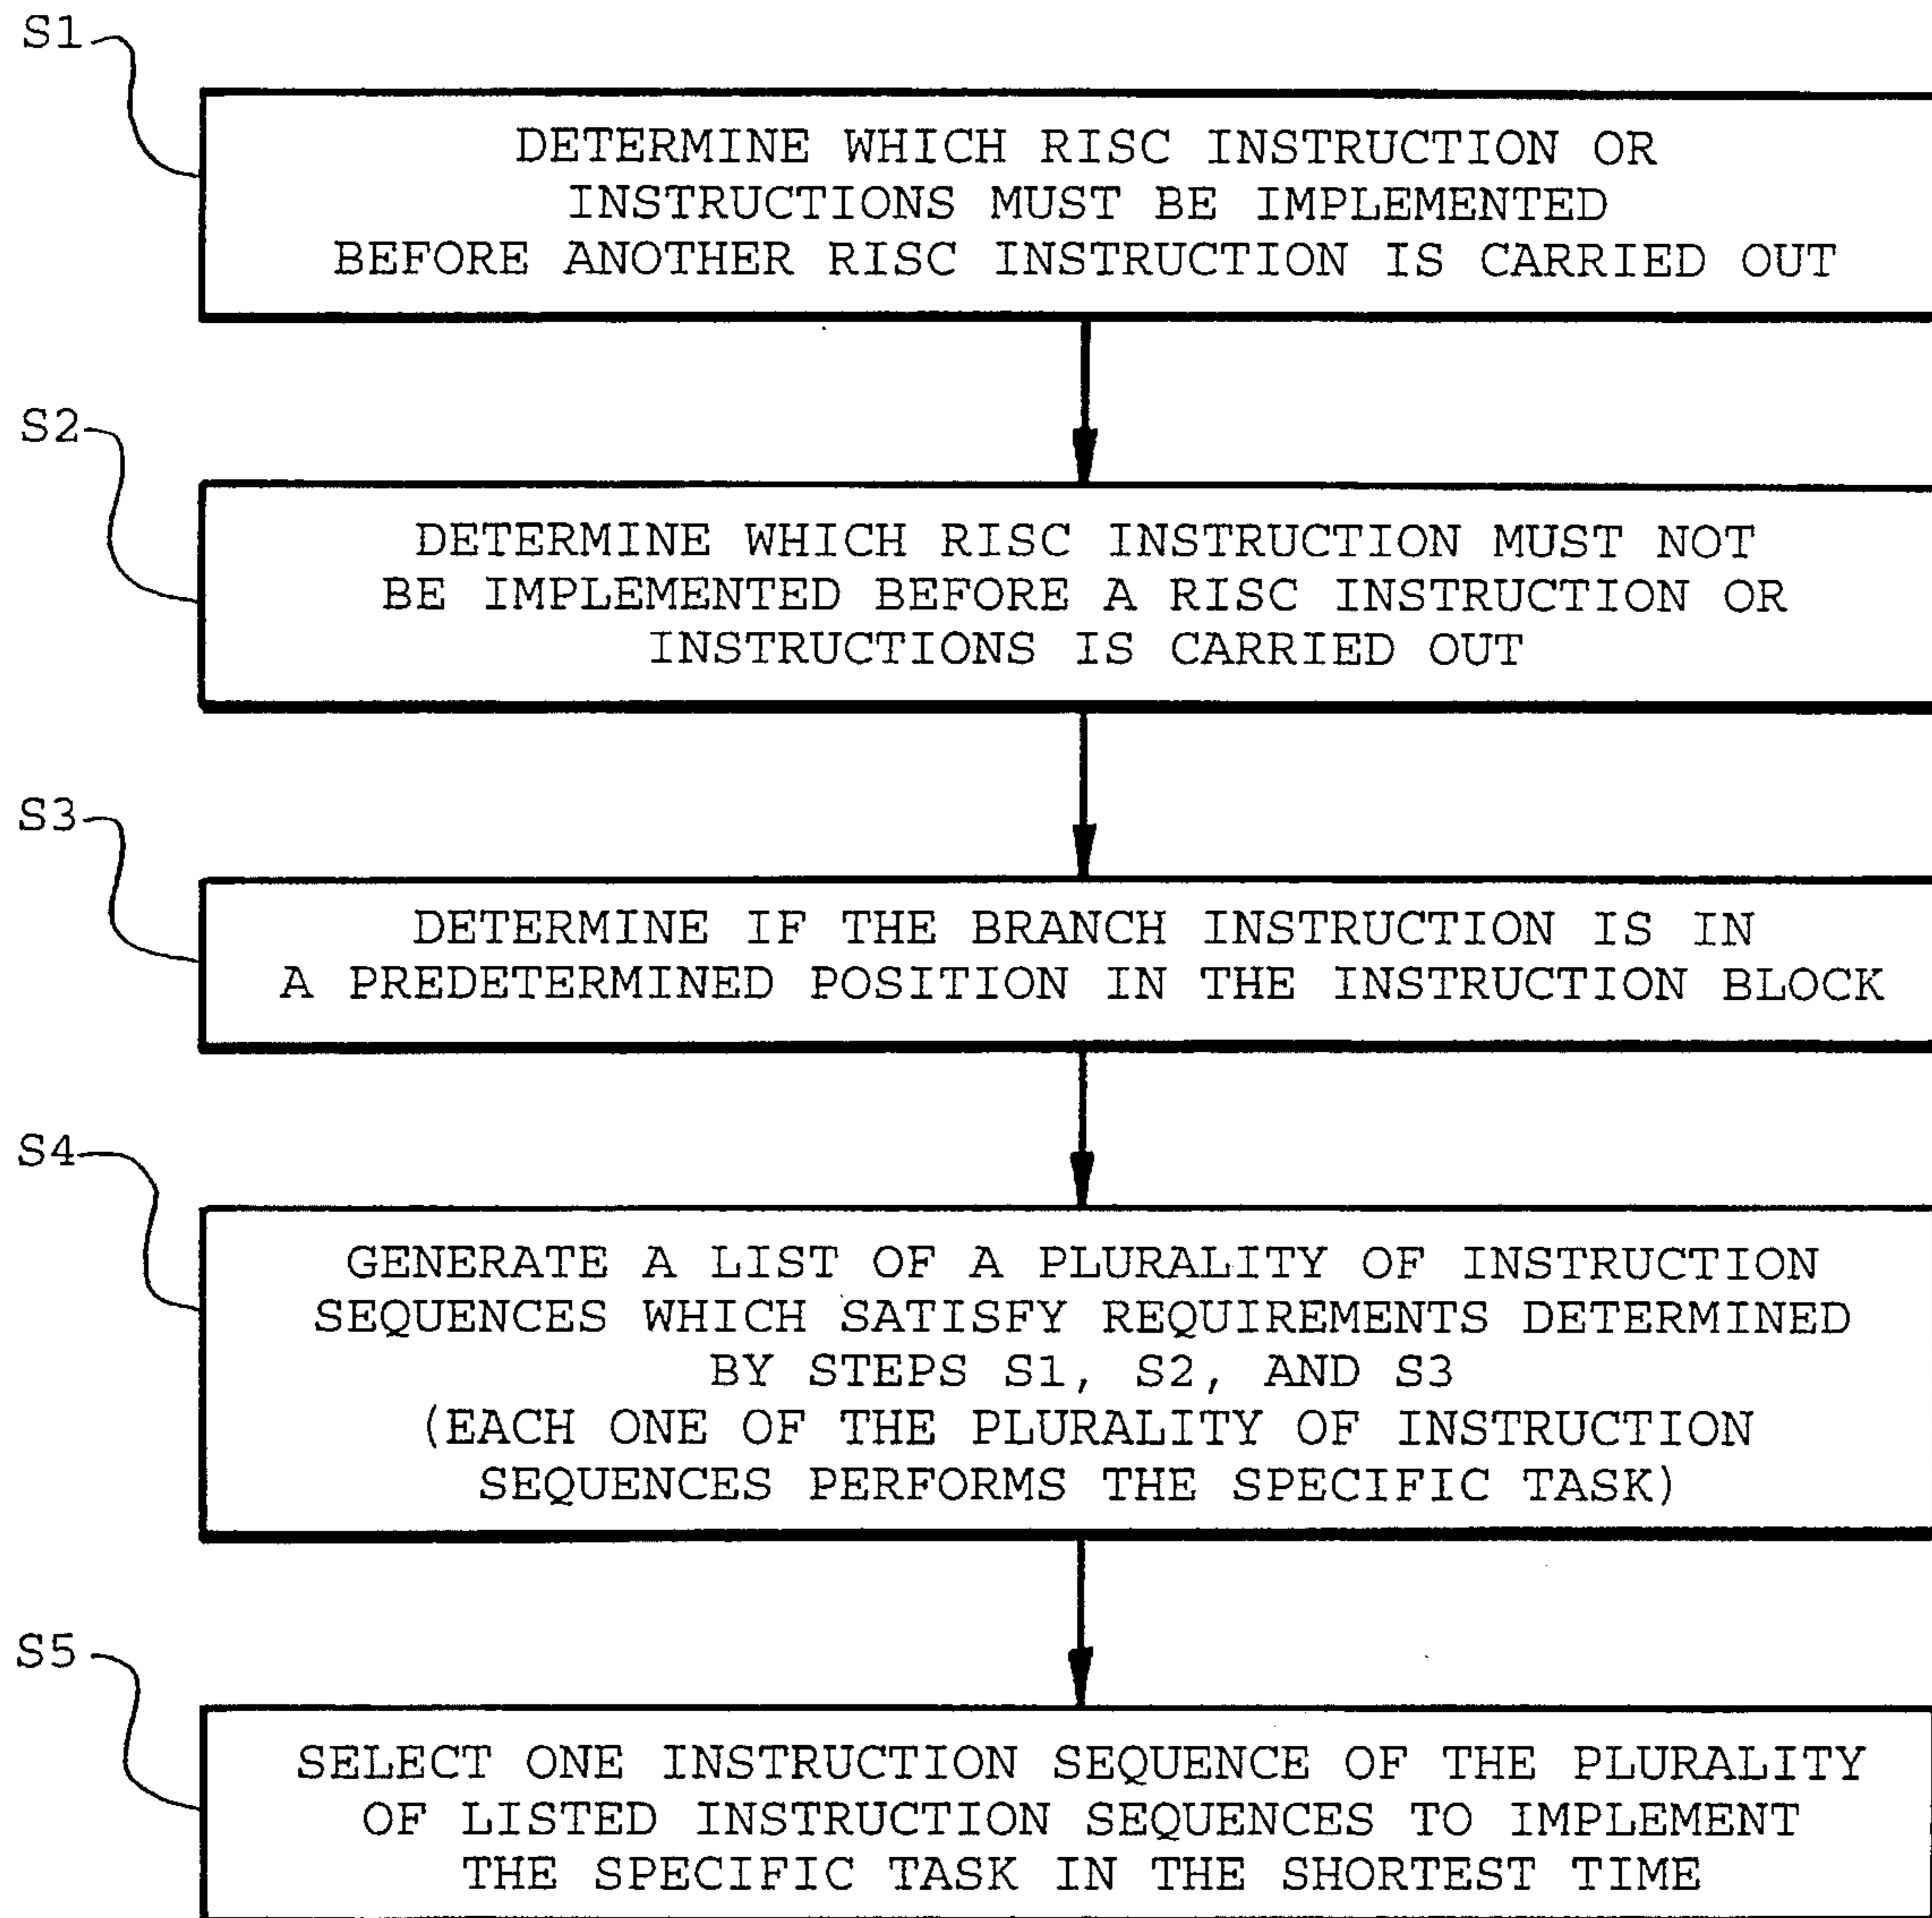 S1
DETERMINE WHICH RISC INSTRUCTION OR
INSTRUCTIONS MUST BE IMPLEMENTED
BEFORE ANOTHER RISC INSTRUCTION IS CARRIED OUT
S2
DETERMINE WHICH RISC INSTRUCTION MUST NOT
BE IMPLEMENTED BEFORE A RISC INSTRUCTION OR
INSTRUCTIONS IS CARRIED OUT
S3
DETERMINE IF THE BRANCH INSTRUCTION IS IN
A PREDETERMINED POSITION IN THE INSTRUCTION BLOCK
S4
GENERATE A LIST OF A PLURALITY OF INSTRUCTION
SEQUENCES WHICH SATISFY REQUIREMENTS DETERMINED
BY STEPS S1, S2, AND S3
(EACH ONE OF THE PLURALITY OF INSTRUCTION
SEQUENCES PERFORMS THE SPECIFIC TASK)
S5
SELECT ONE INSTRUCTION SEQUENCE OF THE PLURALITY
OF LISTED INSTRUCTION SEQUENCES TO IMPLEMENT
THE SPECIFIC TASK IN THE SHORTEST TIME